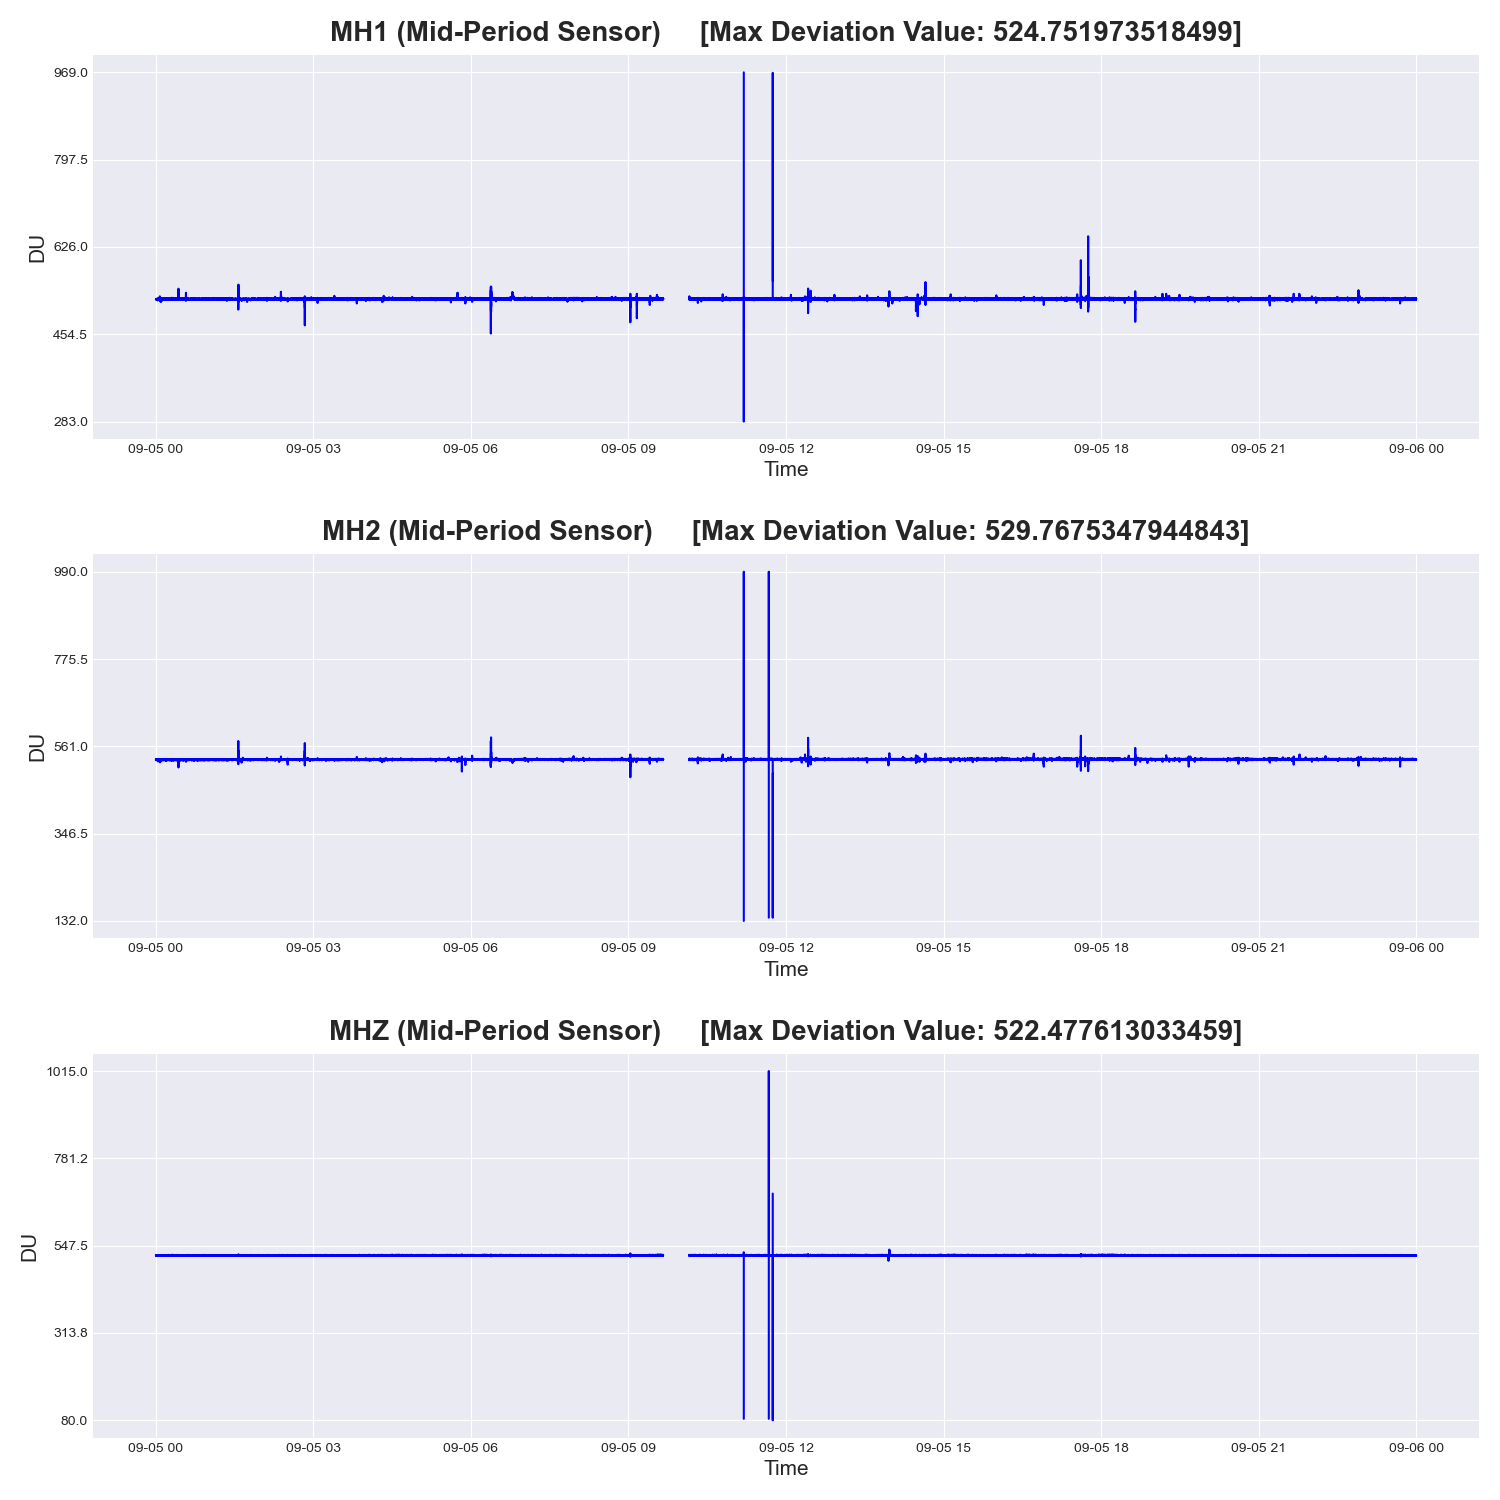 MH1 (Mid-Period Sensor) [Max Deviation Value: 524.751973518499]
969.0
797.5
626.0
454.5
283.0
DU
09-05 00 09-05 03 09-05 06 09-05 09 09-05 12 09-05 15 09-05 18 09-05 21 09-06 00
Time
MH2 (Mid-Period Sensor) [Max Deviation Value: 529.7675347944843]
990.0
775.5
561.0
346.5
132.0
DU
09-05 00 09-05 03 09-05 06 09-05 09 09-05 12 09-05 15 09-05 18 09-05 21 09-06 00
Time
MHZ (Mid-Period Sensor) [Max Deviation Value: 522.477613033459]
1015.0
781.2
547.5
313.8
80.0
DU
09-05 00 09-05 03 09-05 06 09-05 09 09-05 12 09-05 15 09-05 18 09-05 21 09-06 00
Time